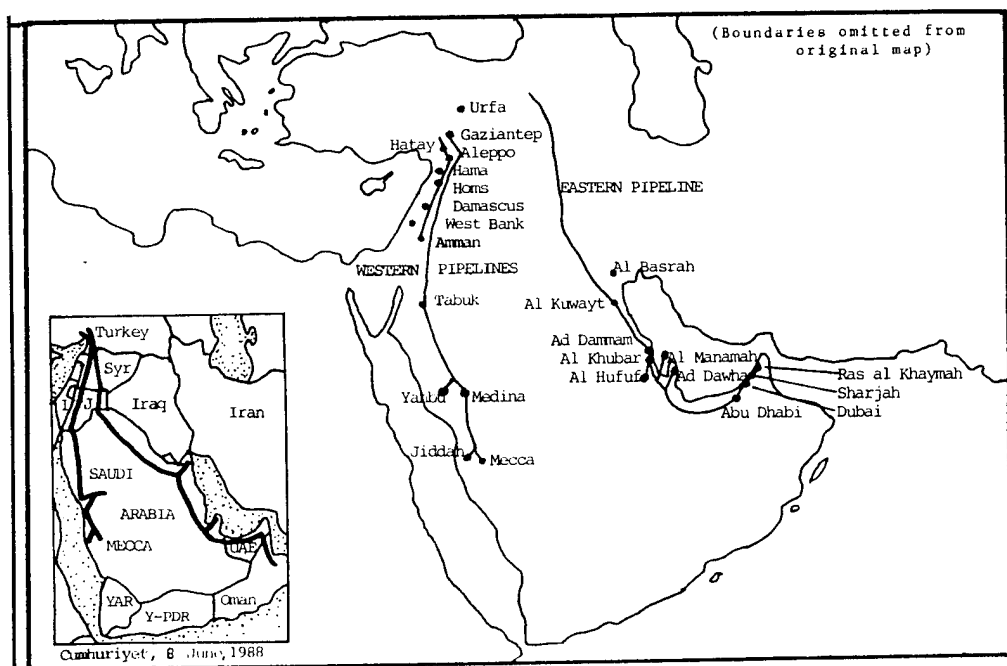 (Boundaries omitted from
original map)
Urfa
Gaziantep
Hatay
Aleppo
Hama
Homs
EASTERN PIPELINE
Damascus
West Bank
Amman
WESTERN PIPELINES
Al Basrah
Tabuk
Al Kuwayt
Ad Dammam
Al Khubar
Al Manamah
Al Hufuf
Ad Dawha
Ras al Khaymah
Sharjah
Abu Dhabi
Dubai
Yanbu
Medina
Jiddah
Mecca
Turkey
Syr
I
J
Iraq
Iran
SAUDI
ARABIA
MECCA
UAE
YAR
Y-PDR
Oman
Cumhuriyet, 8 June, 1988